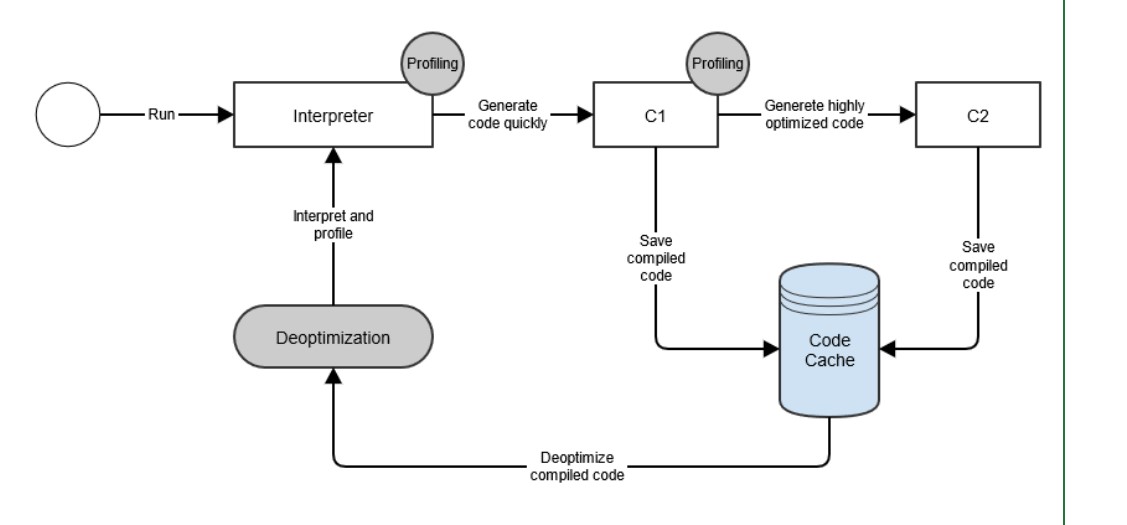 Profiling
Profiling
Run
Interpreter
Generate
code quickly
C1
Generete highly
optimized code
C2
Interpret and
profile
Save
compiled
code
Save
compiled
code
Deoptimization
Code
Cache
Deoptimize
compiled code